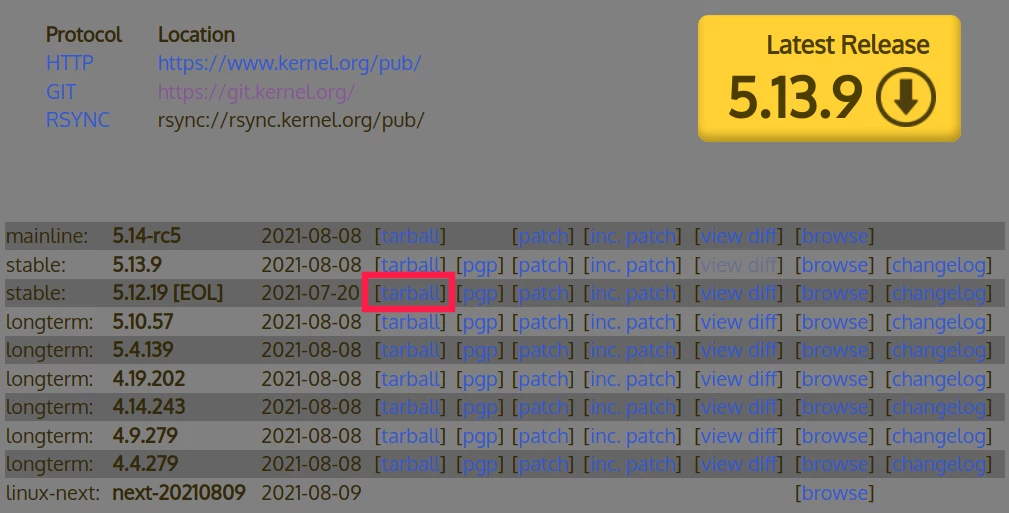 Protocol Location
HTTP https://www.kernel.org/pub/
GIT https://git.kernel.org/
RSYNC rsync://rsync.kernel.org/pub/
Latest Release
5.13.9
mainline: 5.14-rc5 2021-08-08 [tarball] [patch] [inc. patch] [view diff] [browse]
stable: 5.13.9 2021-08-08 [tarball] [pgp] [patch] [inc. patch] [view diff] [browse] [changelog]
stable: 5.12.19 [EOL] 2021-07-20 [tarball] [pgp] [patch] [inc. patch] [view diff] [browse] [changelog]
longterm: 5.10.57 2021-08-08 [tarball] [pgp] [patch] [inc. patch] [view diff] [browse] [changelog]
longterm: 5.4.139 2021-08-08 [tarball] [pgp] [patch] [inc. patch] [view diff] [browse] [changelog]
longterm: 4.19.202 2021-08-08 [tarball] [pgp] [patch] [inc. patch] [view diff] [browse] [changelog]
longterm: 4.14.243 2021-08-08 [tarball] [pgp] [patch] [inc. patch] [view diff] [browse] [changelog]
longterm: 4.9.279 2021-08-08 [tarball] [pgp] [patch] [inc. patch] [view diff] [browse] [changelog]
longterm: 4.4.279 2021-08-08 [tarball] [pgp] [patch] [inc. patch] [view diff] [browse] [changelog]
linux-next: next-20210809 2021-08-09 [browse]